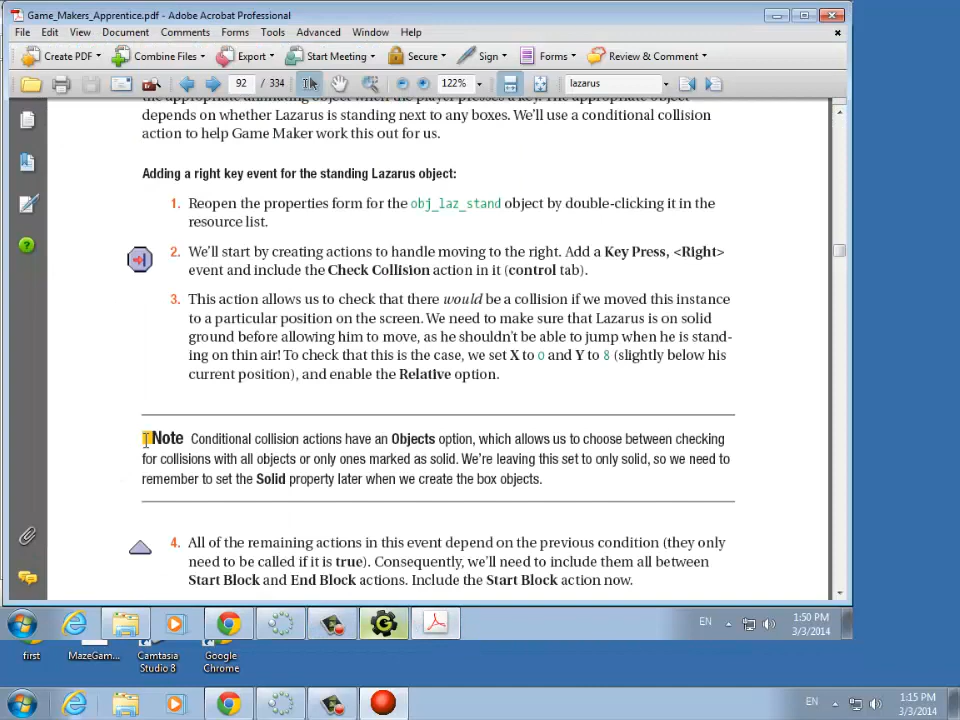 Game_Makers_Apprentice.pdf - Adobe Acrobat Professional
File Edit View Document Comments Forms Tools Advanced Window Help
Create PDF Combine Files Export Start Meeting Secure Sign Forms Review & Comment
92 / 334 122% lazarus
depends on whether Lazarus is standing next to any boxes. We'll use a conditional collision
action to help Game Maker work this out for us.
Adding a right key event for the standing Lazarus object:
1. Reopen the properties form for the obj_laz_stand object by double-clicking it in the
resource list.
2. We'll start by creating actions to handle moving to the right. Add a Key Press, <Right>
event and include the Check Collision action in it (control tab).
3. This action allows us to check that there would be a collision if we moved this instance
to a particular position on the screen. We need to make sure that Lazarus is on solid
ground before allowing him to move, as he shouldn't be able to jump when he is stand-
ing on thin air! To check that this is the case, we set X to 0 and Y to 8 (slightly below his
current position), and enable the Relative option.
Note Conditional collision actions have an Objects option, which allows us to choose between checking
for collisions with all objects or only ones marked as solid. We're leaving this set to only solid, so we need to
remember to set the Solid property later when we create the box objects.
4. All of the remaining actions in this event depend on the previous condition (they only
need to be called if it is true). Consequently, we'll need to include them all between
Start Block and End Block actions. Include the Start Block action now.
EN 1:50 PM
3/3/2014
first MazeGam... Camtasia Studio 8 Google Chrome
EN 1:15 PM
3/3/2014